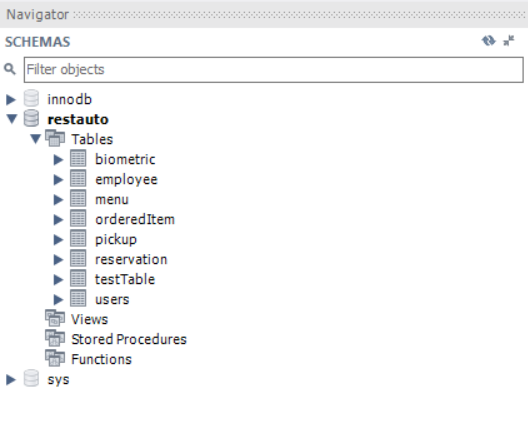 Navigator
SCHEMAS
Filter objects
innodb
restauto
Tables
biometric
employee
menu
orderedItem
pickup
reservation
testTable
users
Views
Stored Procedures
Functions
sys